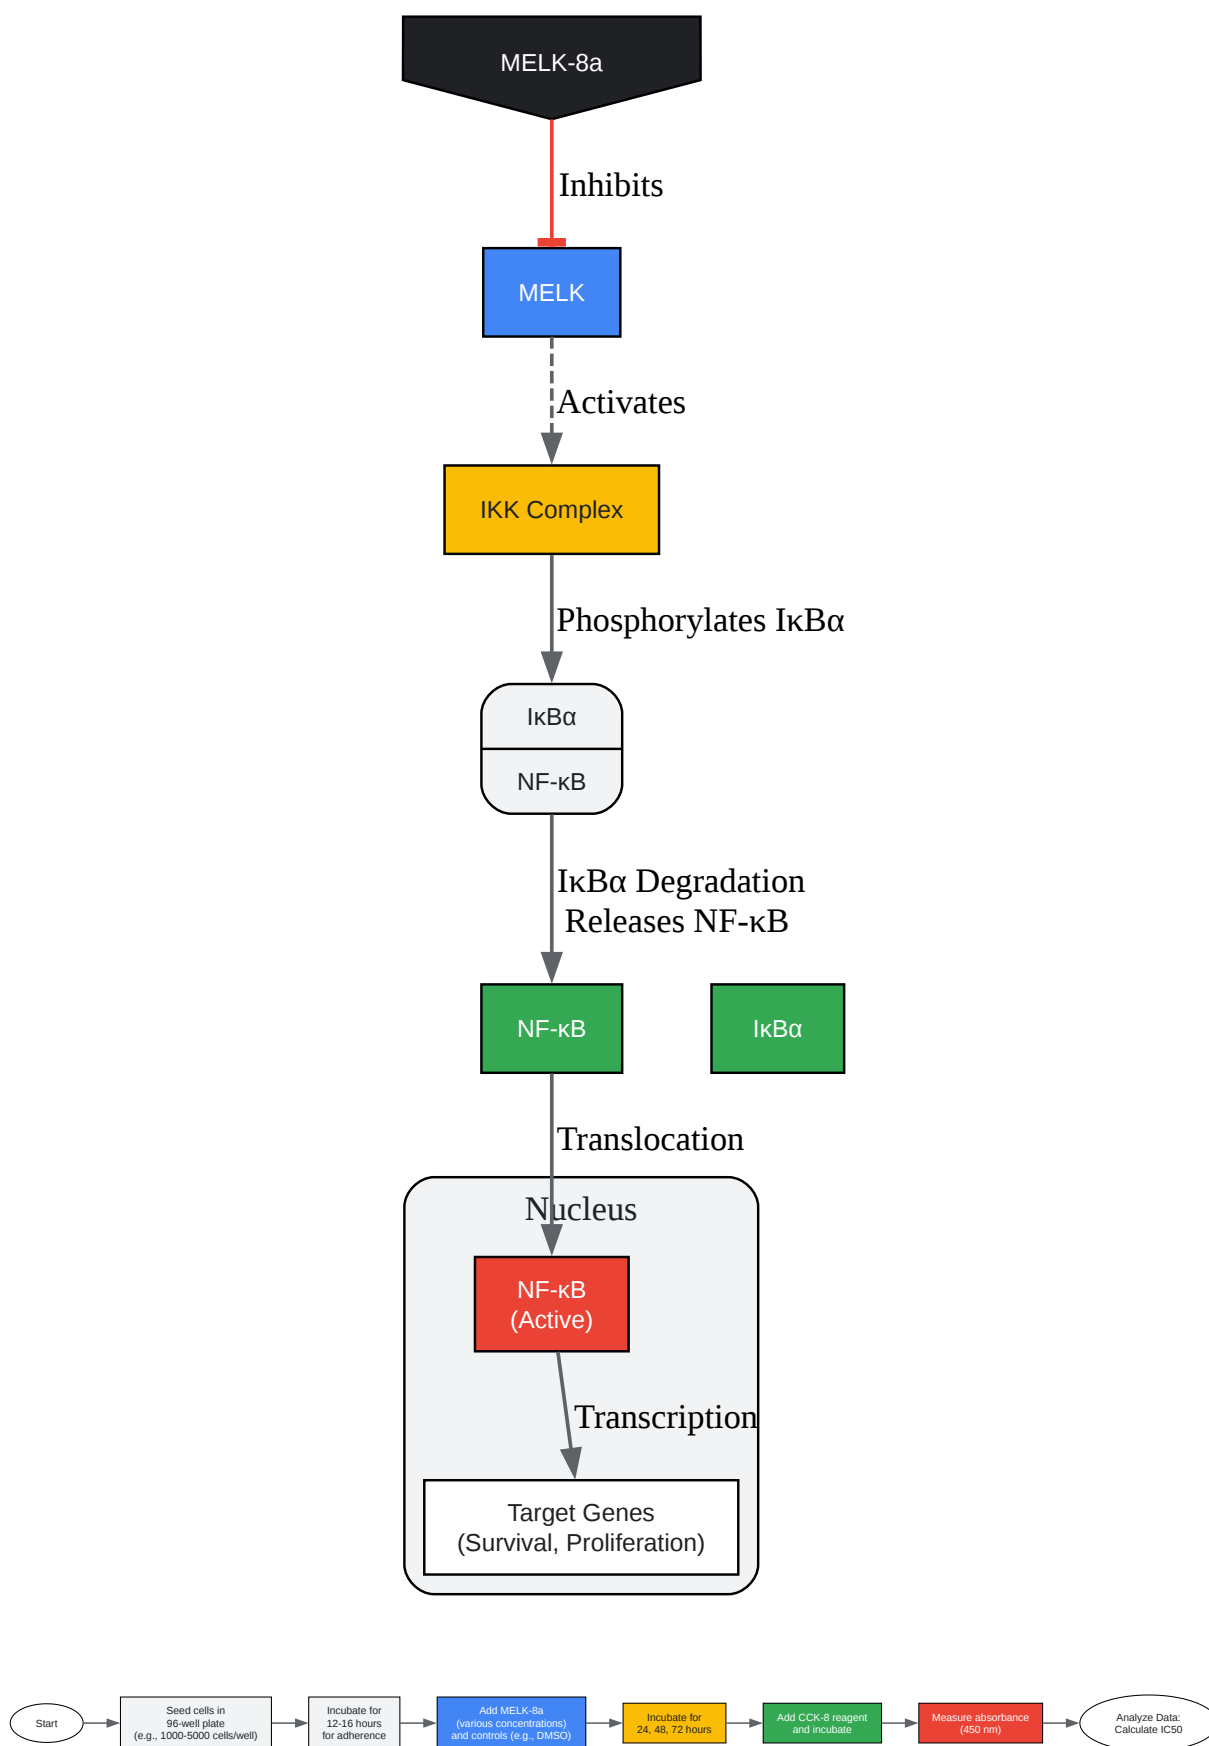 MELK-8a
Inhibits
MELK
Activates
IKK Complex
Phosphorylates IκBα
IκBα
NF-κB
IκBα Degradation
Releases NF-κB
NF-κB
IκBα
Translocation
Nucleus
NF-κB
(Active)
Transcription
Target Genes
(Survival, Proliferation)
Start
Seed cells in
96-well plate
(e.g., 1000-5000 cells/well)
Incubate for
12-16 hours
for adherence
Add MELK-8a
(various concentrations)
and controls (e.g., DMSO)
Incubate for
24, 48, 72 hours
Add CCK-8 reagent
and incubate
Measure absorbance
(450 nm)
Analyze Data:
Calculate IC50